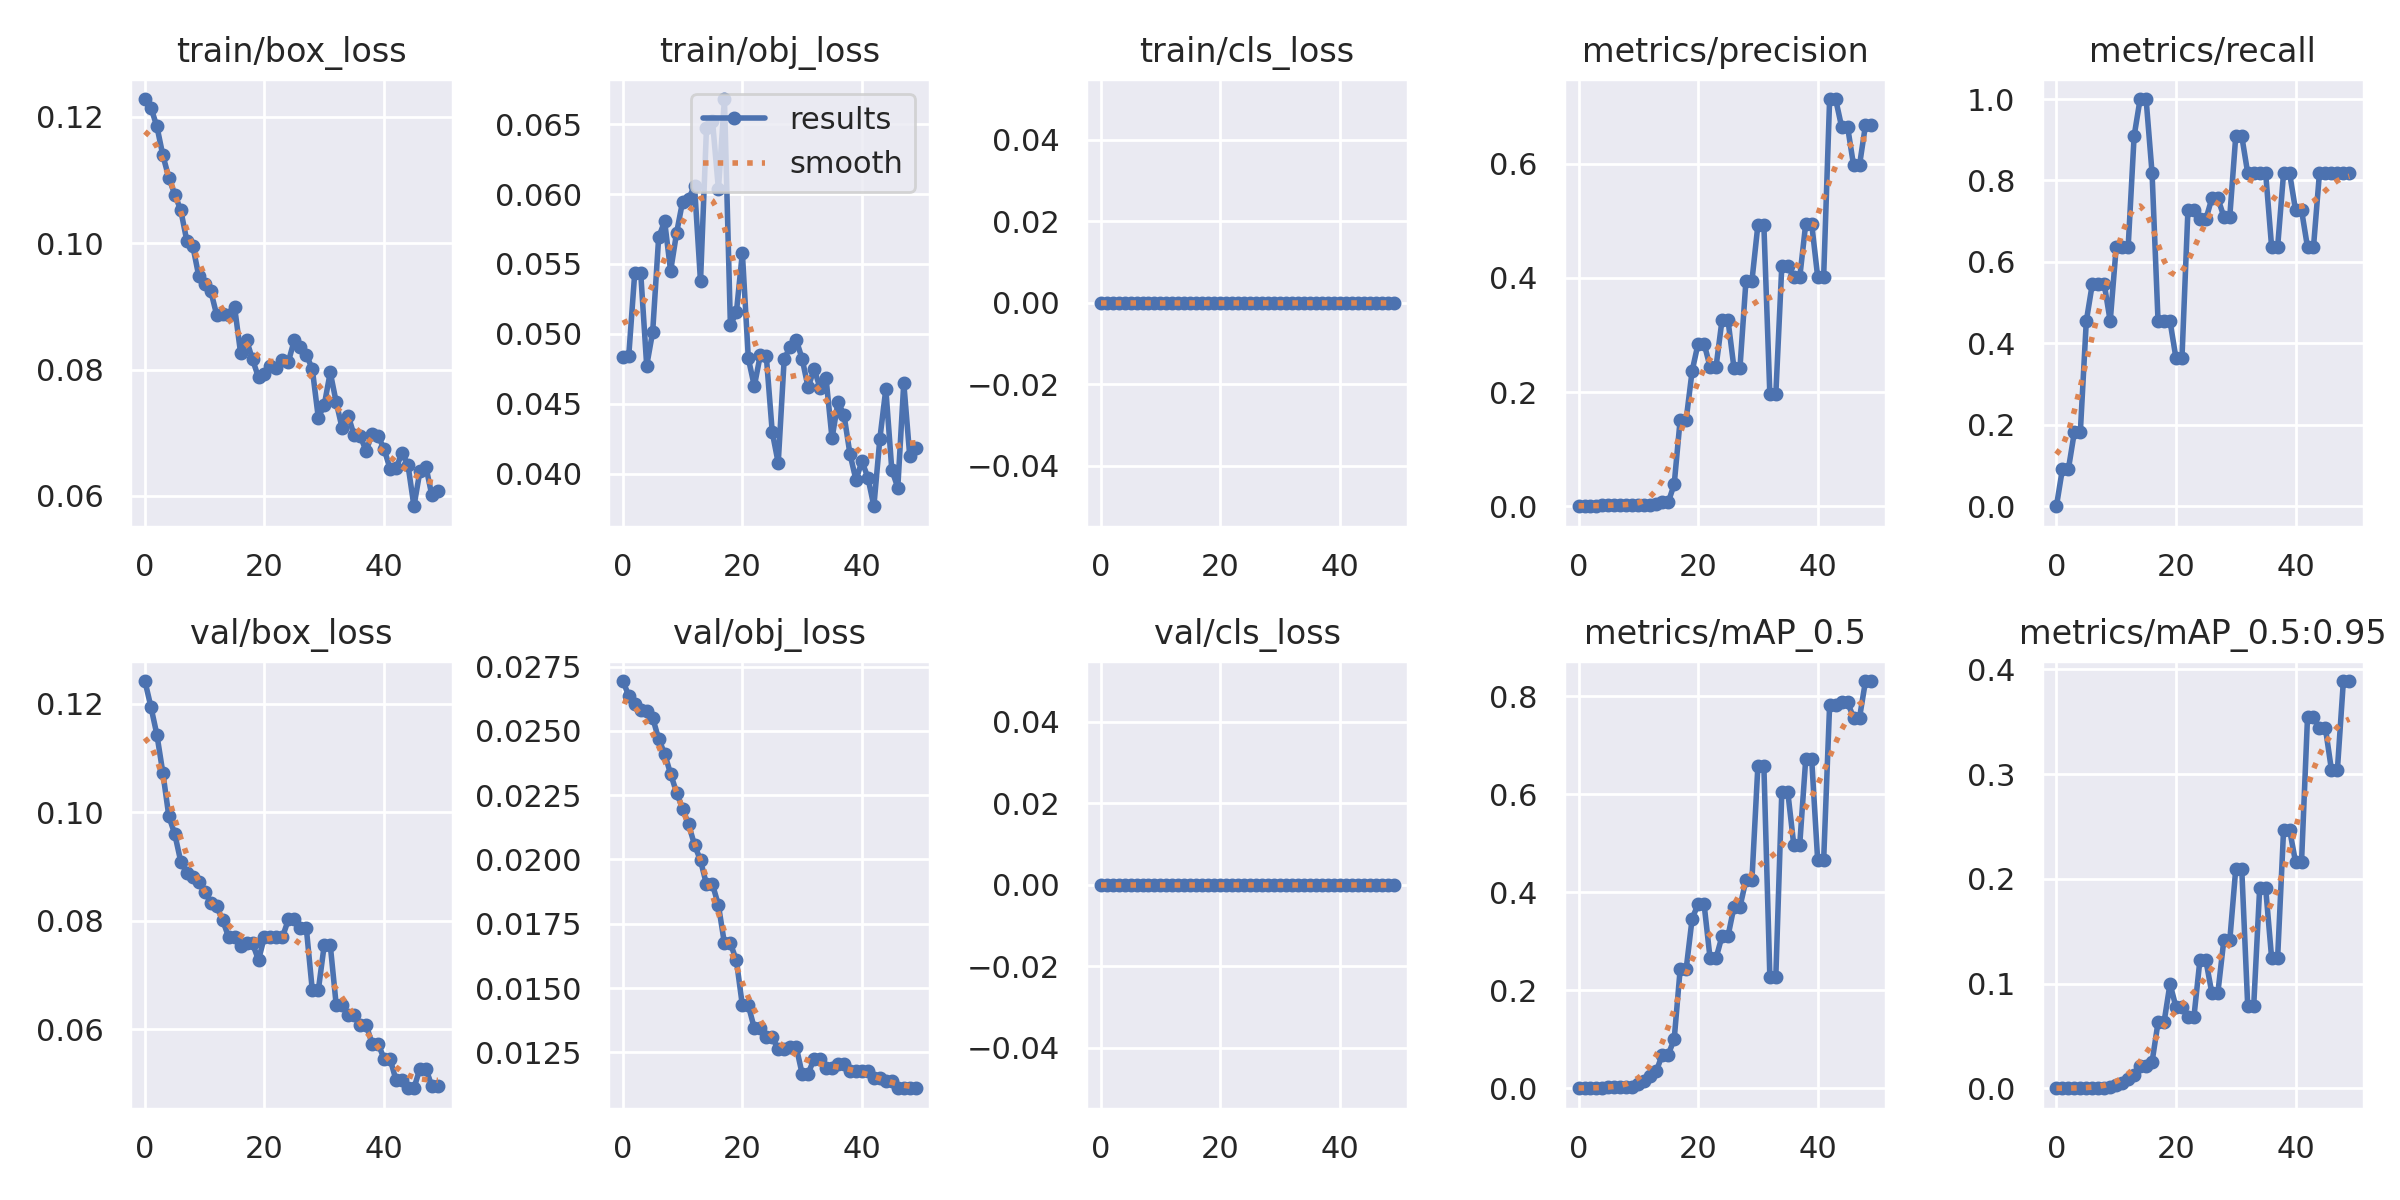 train/box_loss
0.12
0.10
0.08
0.06
0 20 40
train/obj_loss
results
smooth
0.065
0.060
0.055
0.050
0.045
0.040
0 20 40
train/cls_loss
0.04
0.02
0.00
−0.02
−0.04
0 20 40
metrics/precision
0.6
0.4
0.2
0.0
0 20 40
metrics/recall
1.0
0.8
0.6
0.4
0.2
0.0
0 20 40
val/box_loss
0.12
0.10
0.08
0.06
0 20 40
val/obj_loss
0.0275
0.0250
0.0225
0.0200
0.0175
0.0150
0.0125
0 20 40
val/cls_loss
0.04
0.02
0.00
−0.02
−0.04
0 20 40
metrics/mAP_0.5
0.8
0.6
0.4
0.2
0.0
0 20 40
metrics/mAP_0.5:0.95
0.4
0.3
0.2
0.1
0.0
0 20 40